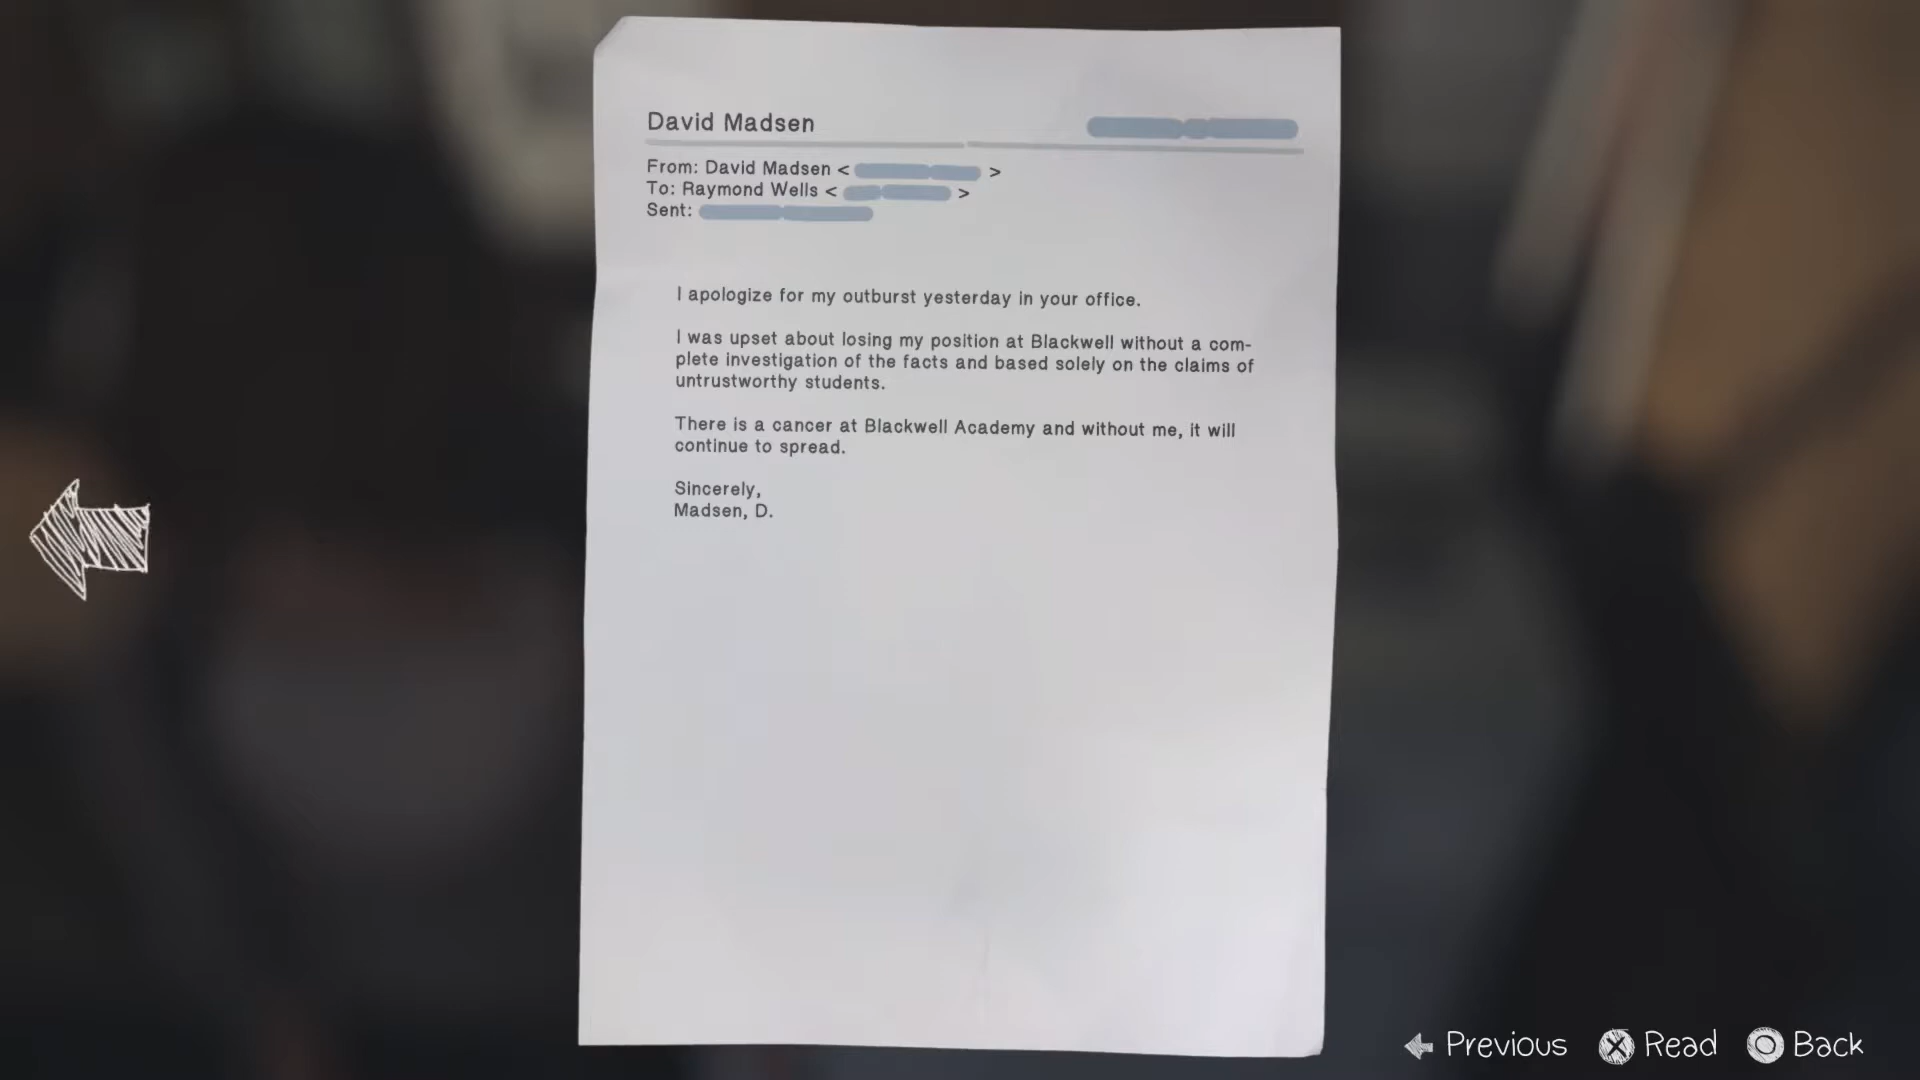 David Madsen
From: David Madsen < >
To: Raymond Wells < >
Sent:
I apologize for my outburst yesterday in your office.
I was upset about losing my position at Blackwell without a com-
plete investigation of the facts and based solely on the claims of
untrustworthy students.
There is a cancer at Blackwell Academy and without me, it will
continue to spread.
Sincerely,
Madsen, D.
Previous Read Back